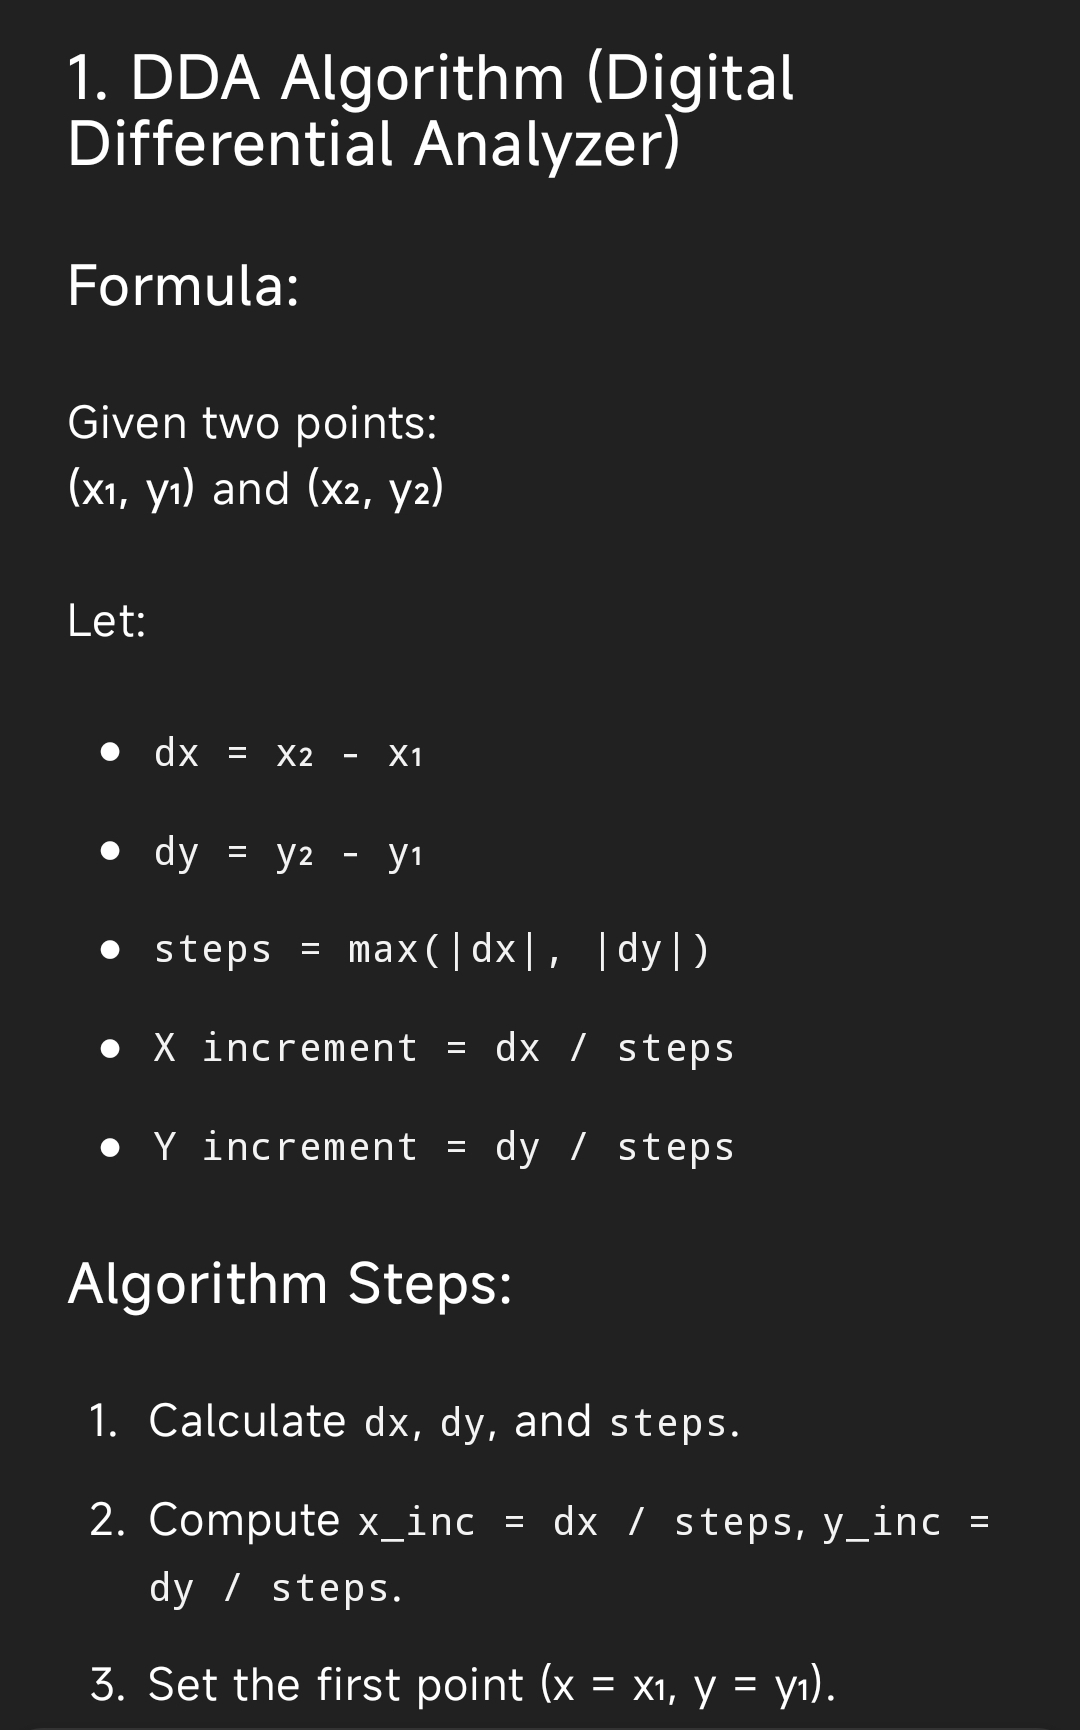 1. DDA Algorithm (Digital
Differential Analyzer)
Formula:
Given two points:
(x₁, y₁) and (x₂, y₂)
Let:
● dx = x₂ - x₁
● dy = y₂ - y₁
● steps = max(|dx|, |dy|)
● X increment = dx / steps
● Y increment = dy / steps
Algorithm Steps:
1. Calculate dx, dy, and steps.
2. Compute x_inc = dx / steps, y_inc =
dy / steps.
3. Set the first point (x = x₁, y = y₁).